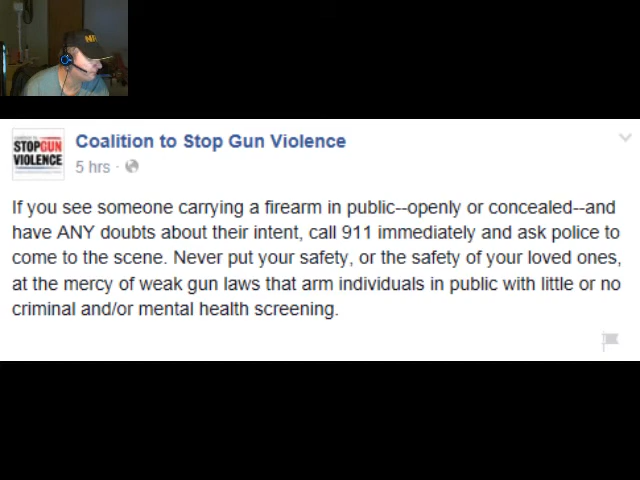 STOPGUN
VIOLENCE
Coalition to Stop Gun Violence
5 hrs ·
If you see someone carrying a firearm in public--openly or concealed--and
have ANY doubts about their intent, call 911 immediately and ask police to
come to the scene. Never put your safety, or the safety of your loved ones,
at the mercy of weak gun laws that arm individuals in public with little or no
criminal and/or mental health screening.